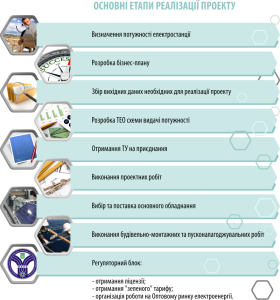 ОСНОВНІ ЕТАПИ РЕАЛІЗАЦІЇ ПРОЕКТУ
Визначення потужності електростанції
SUCCESS
Розробка бізнес-плану
Збір вихідних даних необхідних для реалізації проекту
Розробка ТЕО схеми видачі потужності
Отримання ТУ на приєднання
Виконання проектних робіт
Вибір та поставка основного обладнання
Виконання будівельно-монтажних та пусконалагоджувальних робіт
Регуляторний блок:
- отримання ліцензії;
- отримання "зеленого" тарифу;
- організація роботи на Оптовому ринку електроенергії.